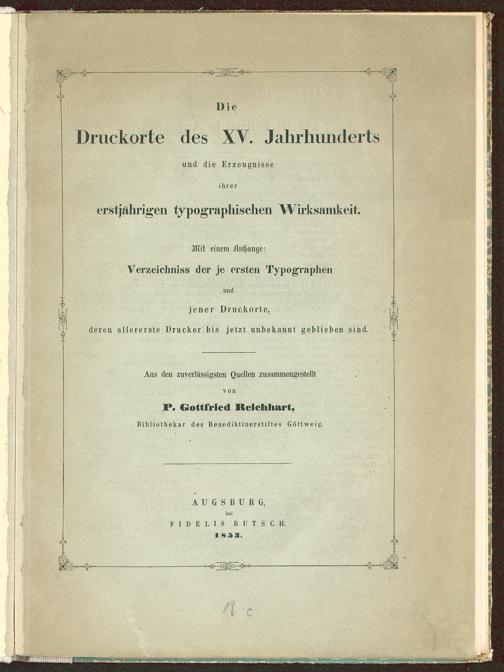 Die
Druckorte des XV. Jahrhunderts
und die Erzeugnisse
ihrer
erstjährigen typographischen Wirksamkeit.
Mit einem Anhange:
Verzeichniss der je ersten Typographen
und
jener Druckorte,
deren allererste Drucker bis jetzt unbekannt geblieben sind.
Aus den zuverlässigsten Quellen zusammengestellt
von
P. Gottfried Reichhart,
Bibliothekar des Benediktinerstiftes Göttweig.
AUGSBURG,
bei
FIDELIS BUTSCH.
1853.